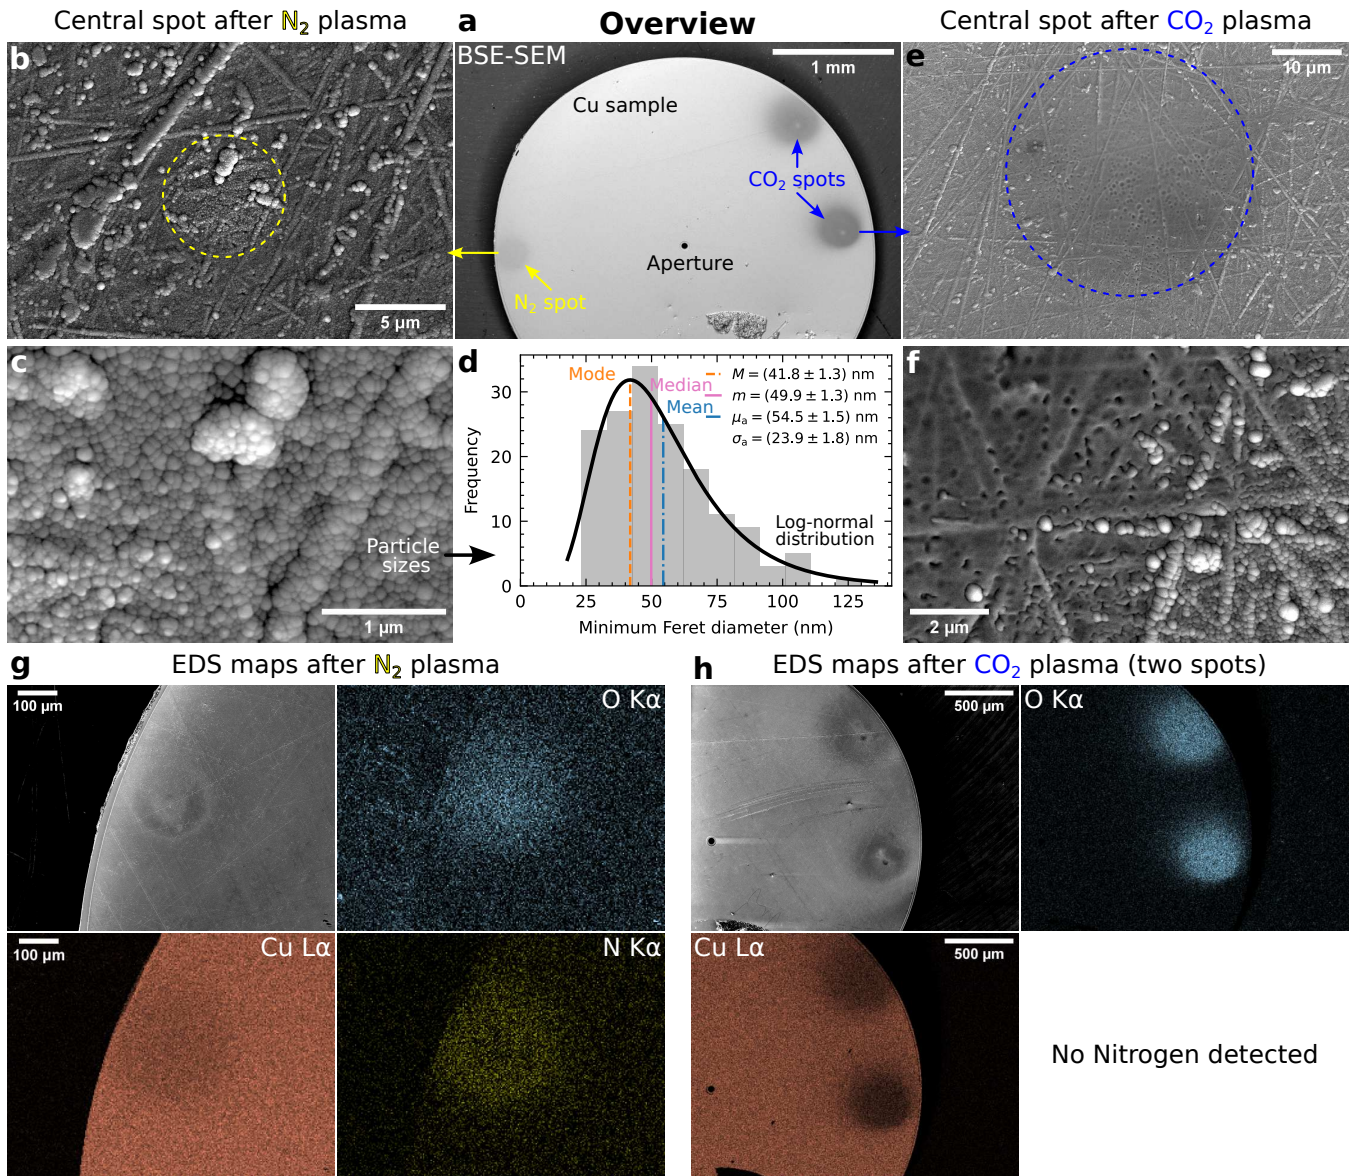 Central spot after N₂ plasma
a Overview
Central spot after CO₂ plasma
b
5 µm
BSE-SEM
1 mm
Cu sample
CO₂ spots
Aperture
N₂ spot
e
10 µm
c
Particle
sizes
1 µm
d
Frequency
30
20
10
0
0 25 50 75 100 125
Minimum Feret diameter (nm)
Mode
Median
Mean
M = (41.8 ± 1.3) nm
m = (49.9 ± 1.3) nm
μₐ = (54.5 ± 1.5) nm
σₐ = (23.9 ± 1.8) nm
Log-normal
distribution
f
2 µm
g EDS maps after N₂ plasma
100 µm
O Kα
100 µm
Cu Lα
N Kα
h EDS maps after CO₂ plasma (two spots)
500 µm
O Kα
Cu Lα
500 µm
No Nitrogen detected